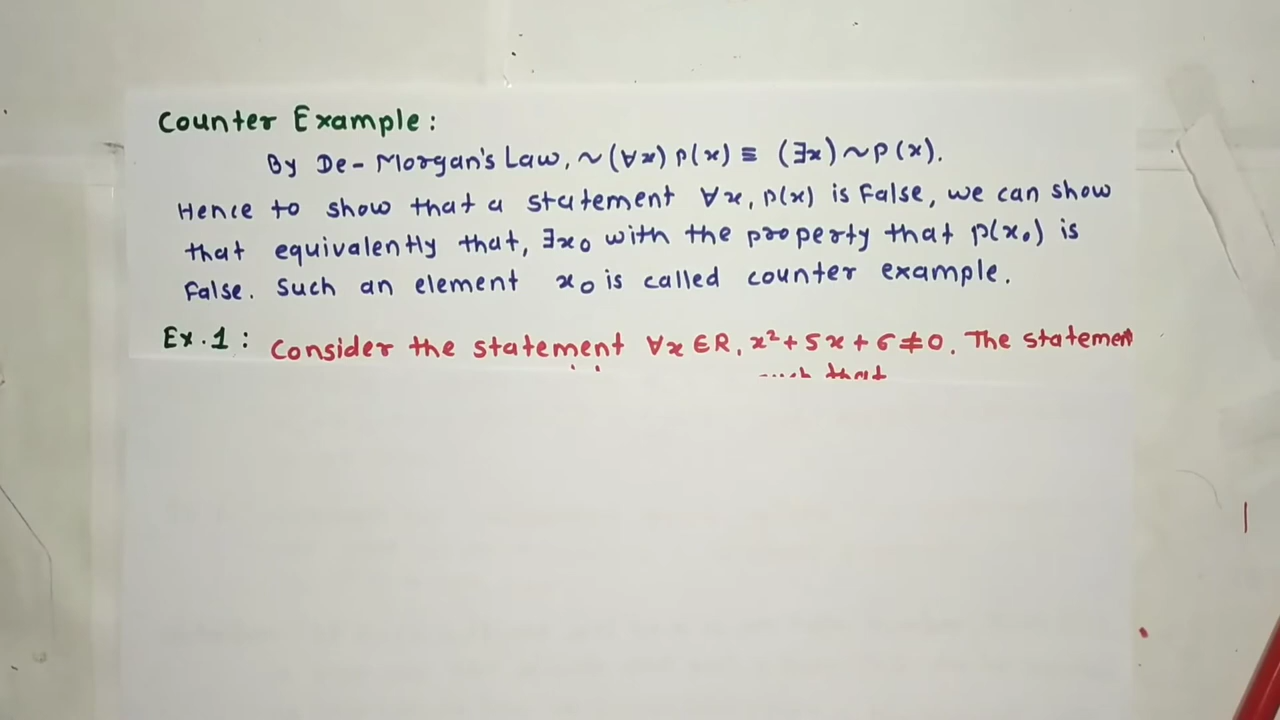 Counter Example:
By De-Morgan's Law, ~(∀x) p(x) ≡ (∃x) ~p(x).
Hence to show that a statement ∀x, p(x) is False, we can show
that equivalently that, ∃x₀ with the property that p(x₀) is
False. Such an element x₀ is called counter example.
Ex.1: Consider the statement ∀x ∈ R, x²+5x+6≠0. The statement
that